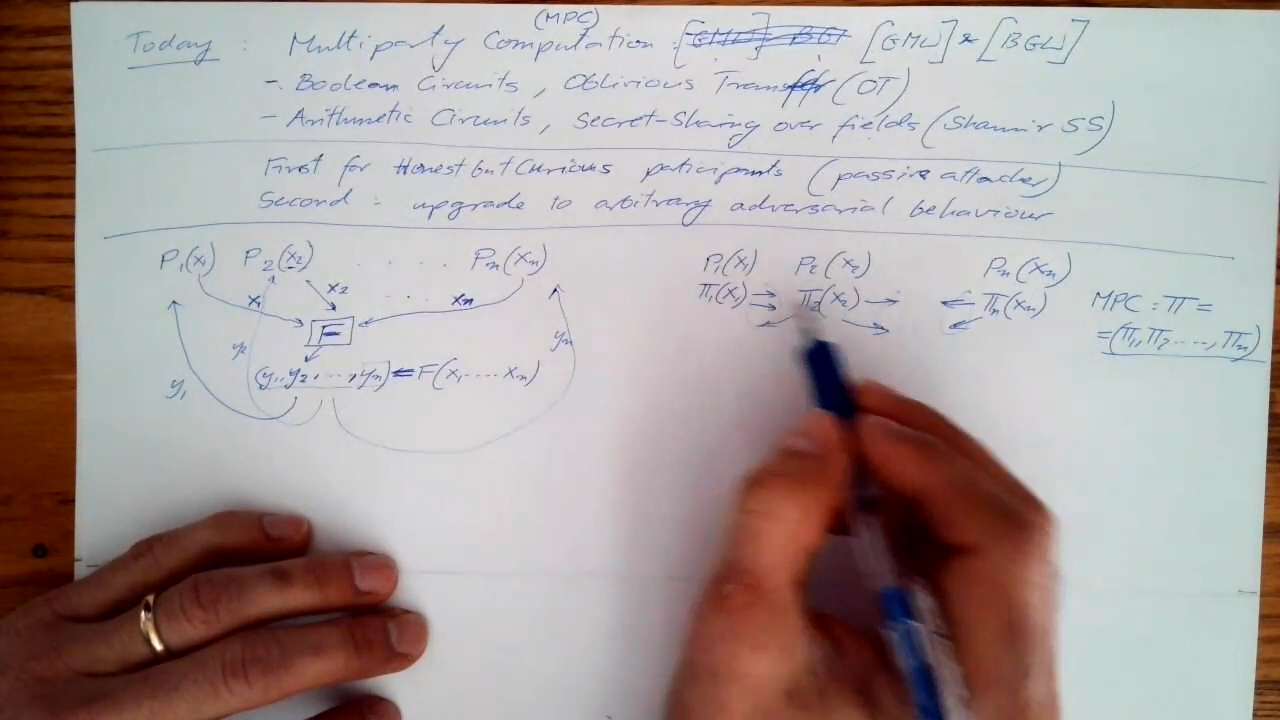 (MPC)
Today : Multiparty Computation : [GMW] BGW [GMW] & [BGW]
- Boolean Circuits, Oblivious Transfer (OT)
- Arithmetic Circuits, Secret-Sharing over fields (Shamir SS)
First for Honest but Curious participants (passive attacker)
Second : upgrade to arbitrary adversarial behaviour
P1(x1) P2(x2) . . . . . Pn(xn)
x1 x2 . . . xn
F
(y1, y2, ..., yn) ← F(x1 .... xn)
y1 y2 yn
P1(x1) P2(x2) Pn(xn)
Π1(x1) Π2(x2) Πn(xn)
MPC : Π =
= (Π1, Π2 ...., Πn)